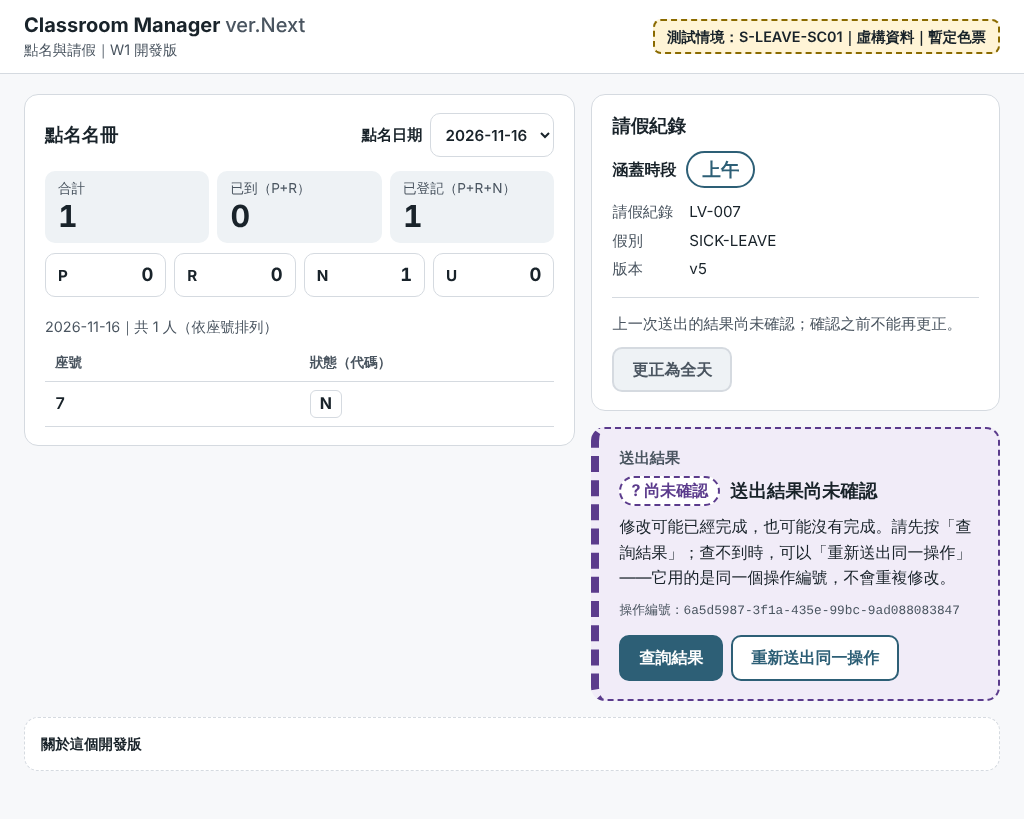 Classroom Manager ver.Next
點名與請假｜W1 開發版
測試情境：S-LEAVE-SC01｜虛構資料｜暫定色票
點名名冊
點名日期 2026-11-16
合計
1
已到（P+R）
0
已登記（P+R+N）
1
P 0
R 0
N 1
U 0
2026-11-16｜共 1 人（依座號排列）
座號 狀態（代碼）
7 N
請假紀錄
涵蓋時段 上午
請假紀錄 LV-007
假別 SICK-LEAVE
版本 v5
上一次送出的結果尚未確認；確認之前不能再更正。
更正為全天
送出結果
? 尚未確認 送出結果尚未確認
修改可能已經完成，也可能沒有完成。請先按「查
詢結果」；查不到時，可以「重新送出同一操作」
——它用的是同一個操作編號，不會重複修改。
操作編號：6a5d5987-3f1a-435e-99bc-9ad088083847
查詢結果
重新送出同一操作
關於這個開發版